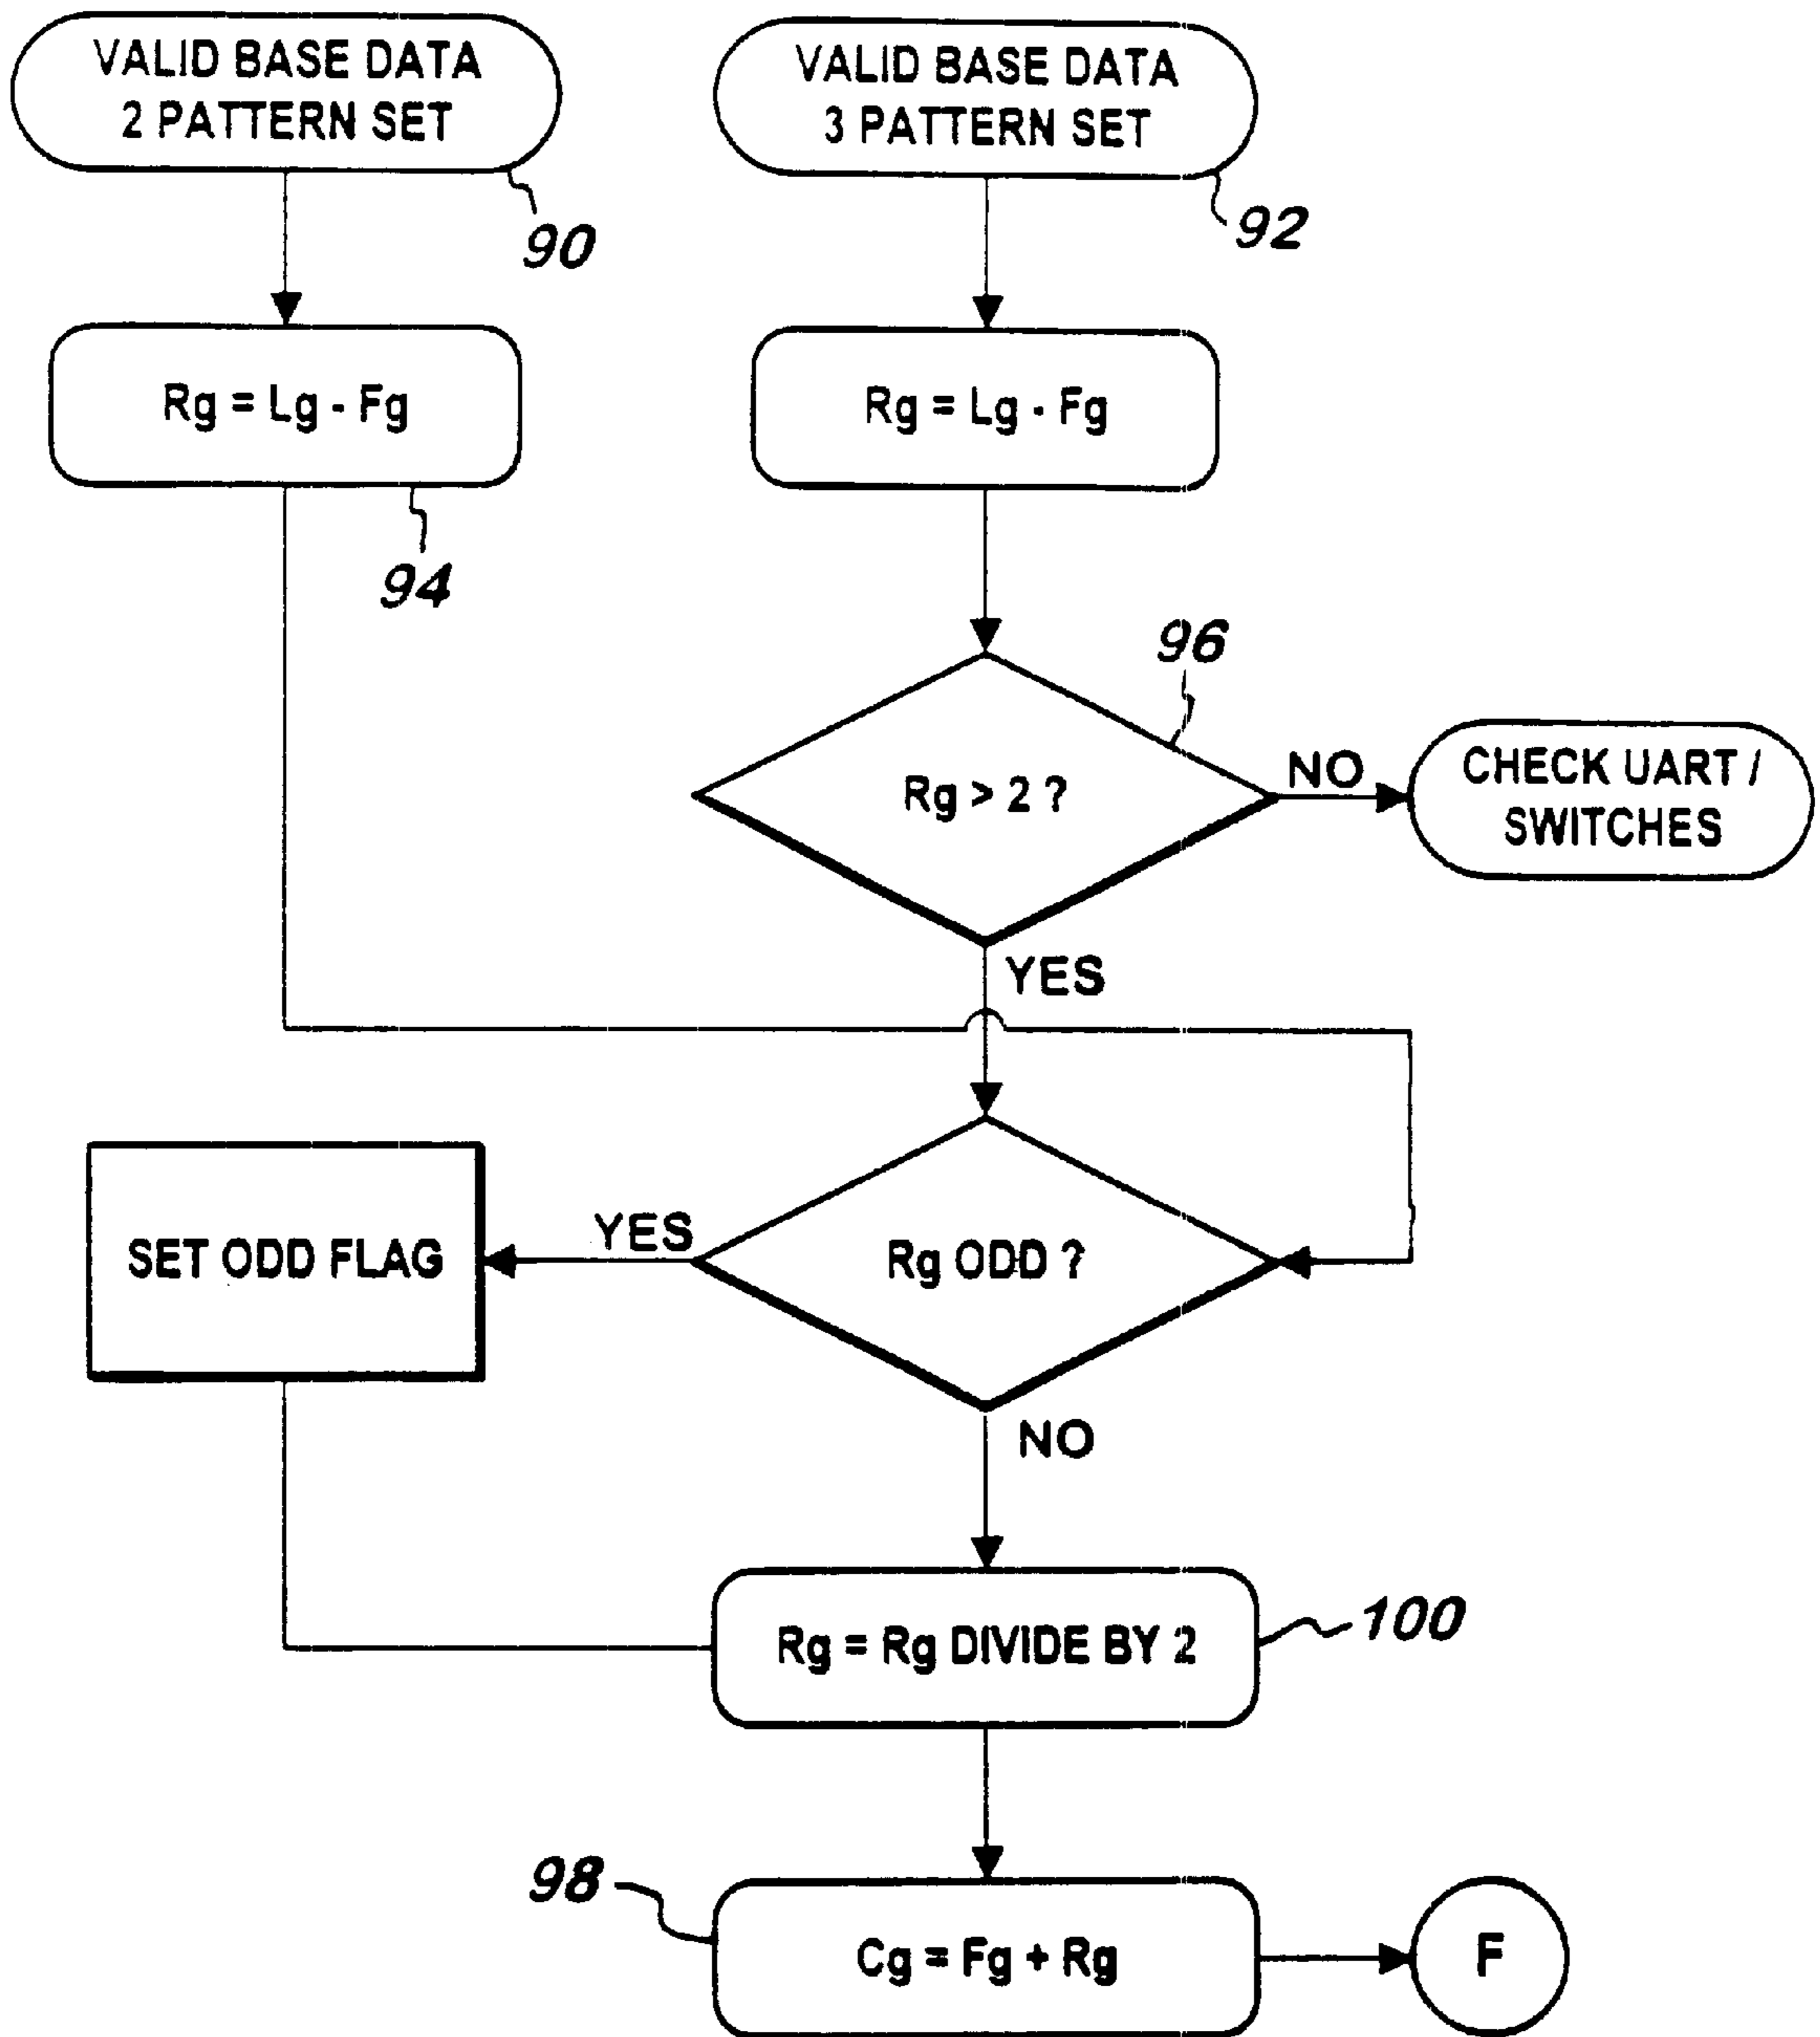 VALID BASE DATA
2 PATTERN SET
90
VALID BASE DATA
3 PATTERN SET
92
Rg = Lg - Fg
94
Rg = Lg - Fg
96
Rg > 2 ?
NO
CHECK UART /
SWITCHES
YES
SET ODD FLAG
YES
Rg ODD ?
NO
Rg = Rg DIVIDE BY 2
100
98
Cg = Fg + Rg
F